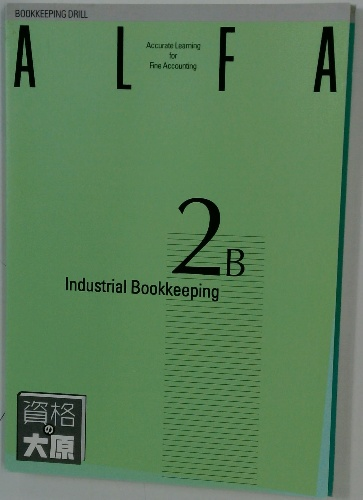 BOOKKEEPING DRILL
A L F A
Accurate Learning
for
Fine Accounting
2B
Industrial Bookkeeping
資格
の
大原